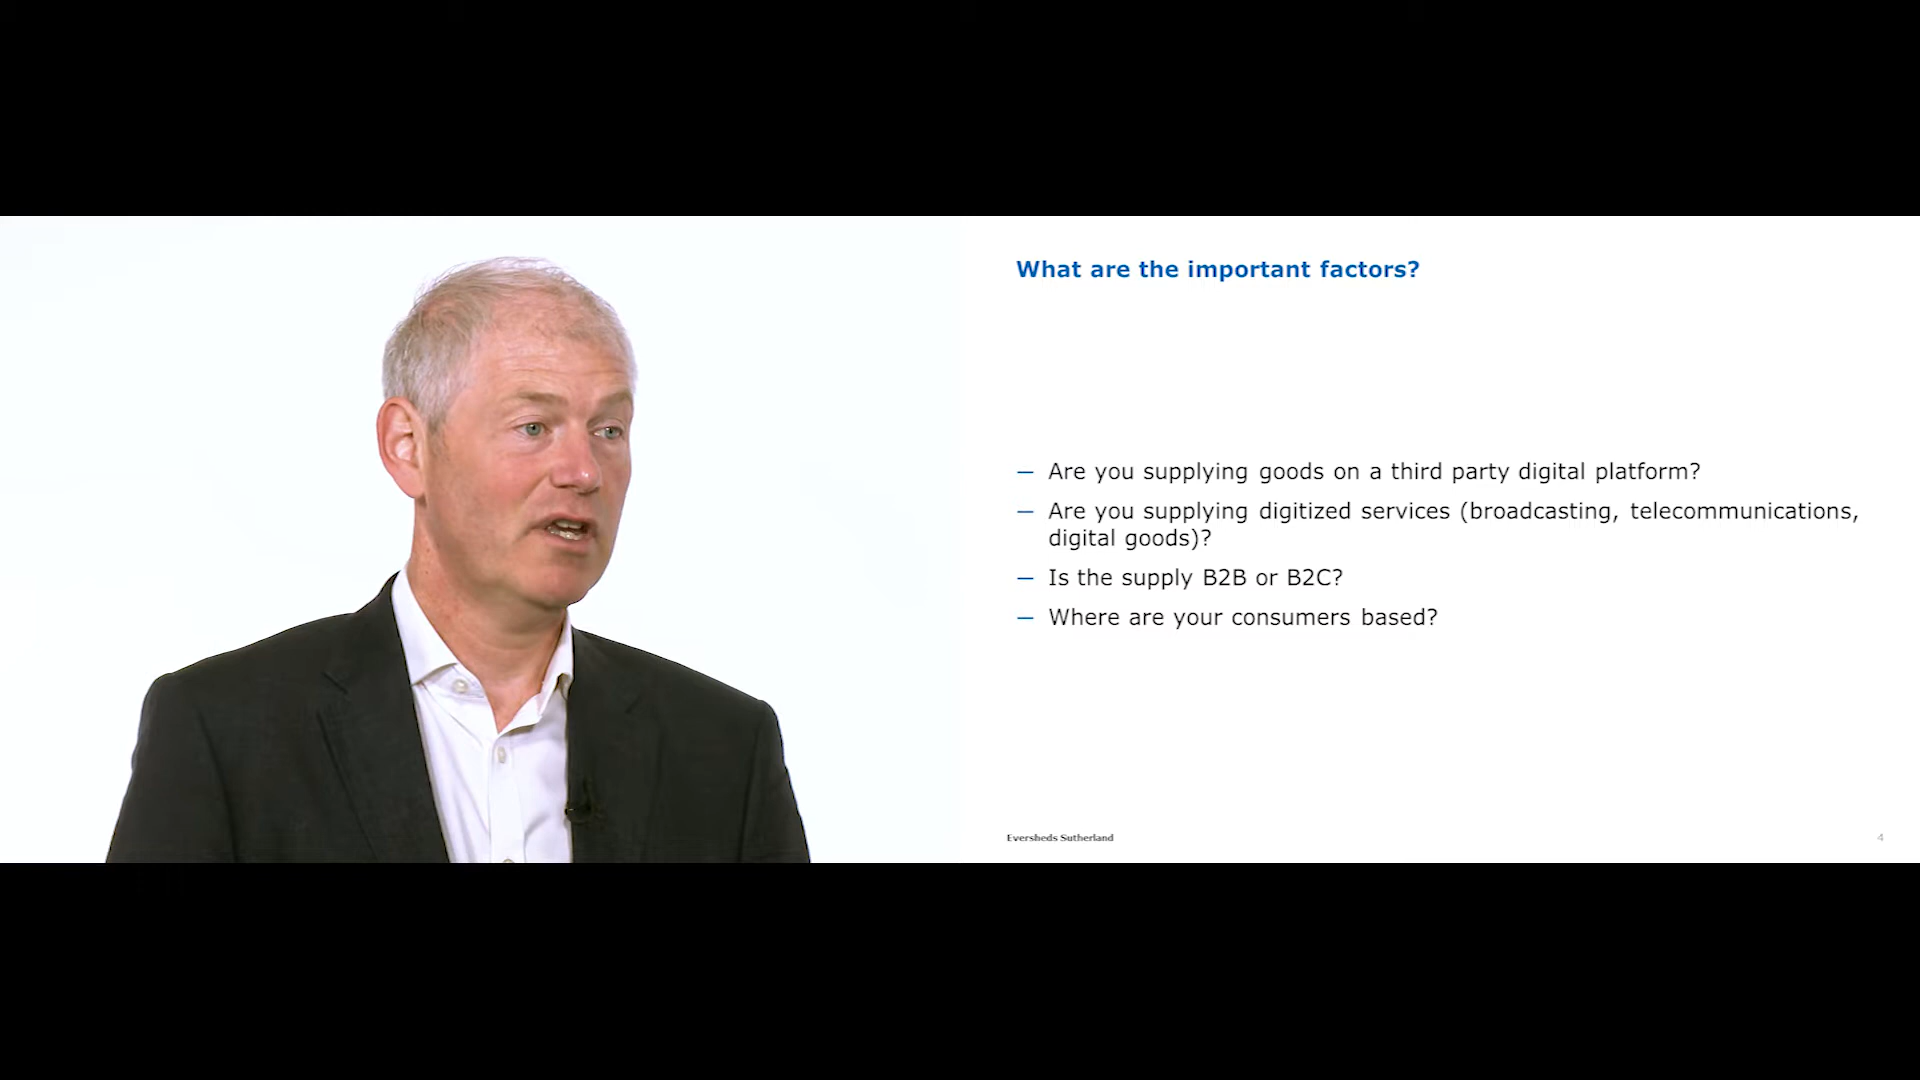 What are the important factors?
— Are you supplying goods on a third party digital platform?
— Are you supplying digitized services (broadcasting, telecommunications,
digital goods)?
— Is the supply B2B or B2C?
— Where are your consumers based?
Eversheds Sutherland
4